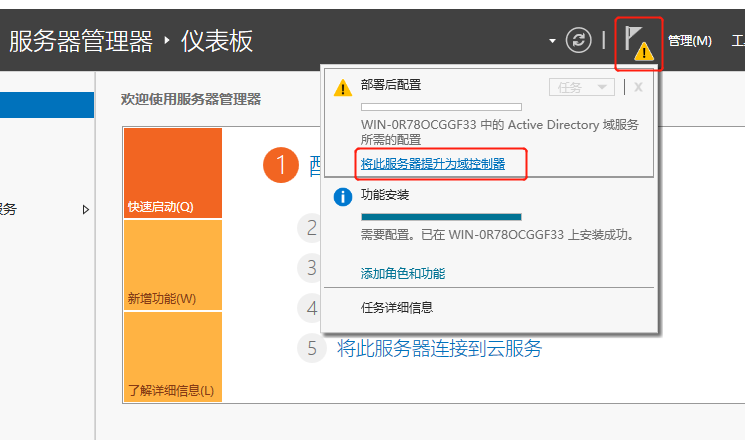 服务器管理器 · 仪表板
管理(M)
工
部署后配置
任务
X
WIN-0R78OCGGF33 中的 Active Directory 域服务
所需的配置
将此服务器提升为域控制器
功能安装
需要配置。已在 WIN-0R78OCGGF33 上安装成功。
添加角色和功能
任务详细信息
欢迎使用服务器管理器
服务
快速启动(Q)
新增功能(W)
了解详细信息(L)
1
2
3
4
5 将此服务器连接到云服务